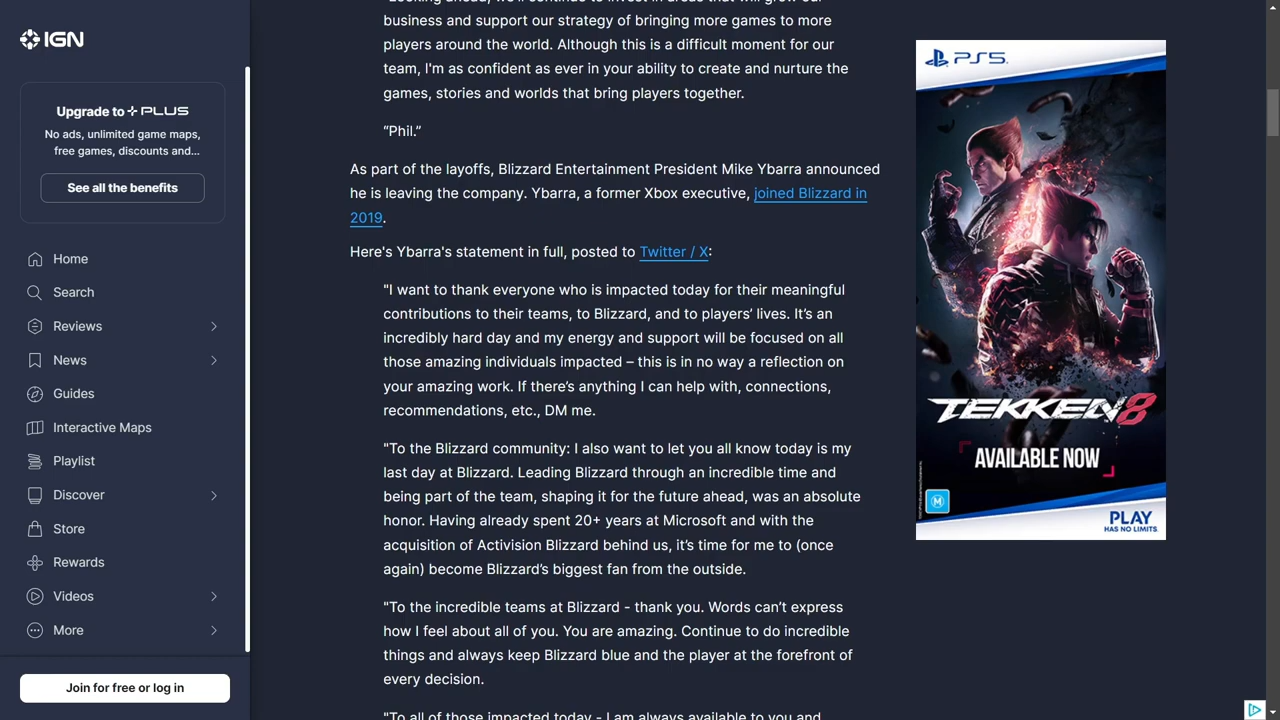 IGN
Upgrade to PLUS
No ads, unlimited game maps,
free games, discounts and...
See all the benefits
Home
Search
Reviews
News
Guides
Interactive Maps
Playlist
Discover
Store
Rewards
Videos
More
Join for free or log in
business and support our strategy of bringing more games to more
players around the world. Although this is a difficult moment for our
team, I'm as confident as ever in your ability to create and nurture the
games, stories and worlds that bring players together.
“Phil.”
As part of the layoffs, Blizzard Entertainment President Mike Ybarra announced
he is leaving the company. Ybarra, a former Xbox executive, joined Blizzard in
2019.
Here's Ybarra's statement in full, posted to Twitter / X:
"I want to thank everyone who is impacted today for their meaningful
contributions to their teams, to Blizzard, and to players’ lives. It’s an
incredibly hard day and my energy and support will be focused on all
those amazing individuals impacted – this is in no way a reflection on
your amazing work. If there’s anything I can help with, connections,
recommendations, etc., DM me.
"To the Blizzard community: I also want to let you all know today is my
last day at Blizzard. Leading Blizzard through an incredible time and
being part of the team, shaping it for the future ahead, was an absolute
honor. Having already spent 20+ years at Microsoft and with the
acquisition of Activision Blizzard behind us, it’s time for me to (once
again) become Blizzard’s biggest fan from the outside.
"To the incredible teams at Blizzard - thank you. Words can’t express
how I feel about all of you. You are amazing. Continue to do incredible
things and always keep Blizzard blue and the player at the forefront of
every decision.
"To all of those impacted today - I am always available to you and
PS5
TEKKEN 8
AVAILABLE NOW
M
PLAY
HAS NO LIMITS